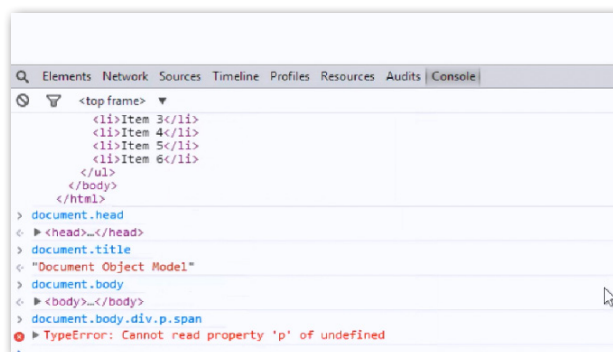 Elements Network Sources Timeline Profiles Resources Audits Console
<top frame> ▼
<li>Item 3</li>
<li>Item 4</li>
<li>Item 5</li>
<li>Item 6</li>
</ul>
</body>
</html>
> document.head
<head>…</head>
> document.title
"Document Object Model"
> document.body
<body>…</body>
> document.body.div.p.span
TypeError: Cannot read property 'p' of undefined